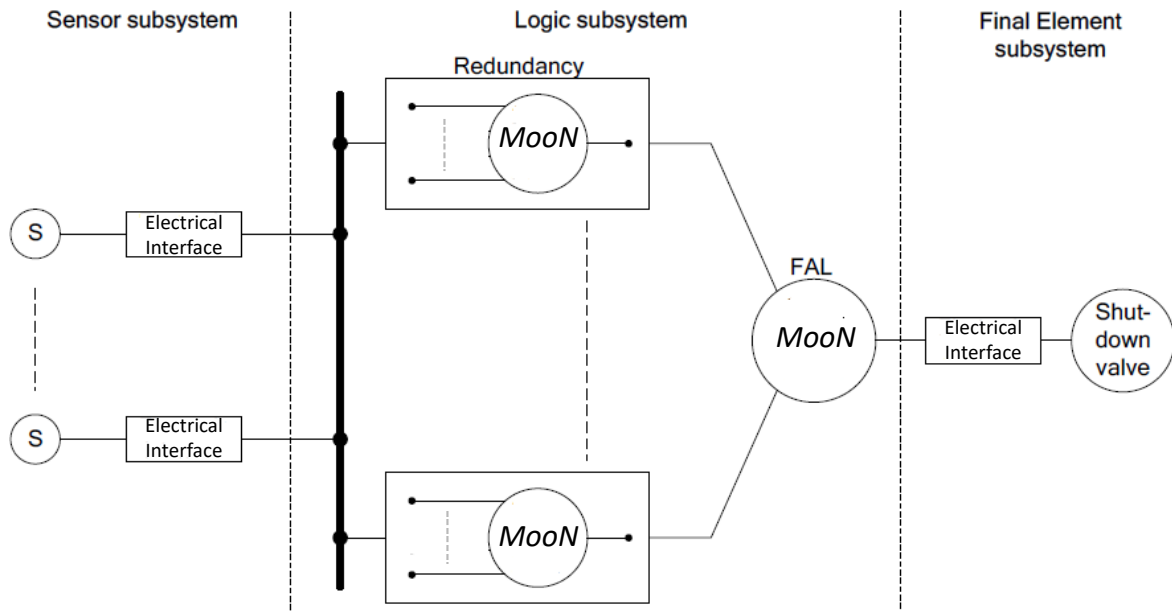 Sensor subsystem
Logic subsystem
Final Element
subsystem
Redundancy
MooN
S
Electrical
Interface
FAL
MooN
Electrical
Interface
Shut-
down
valve
S
Electrical
Interface
MooN